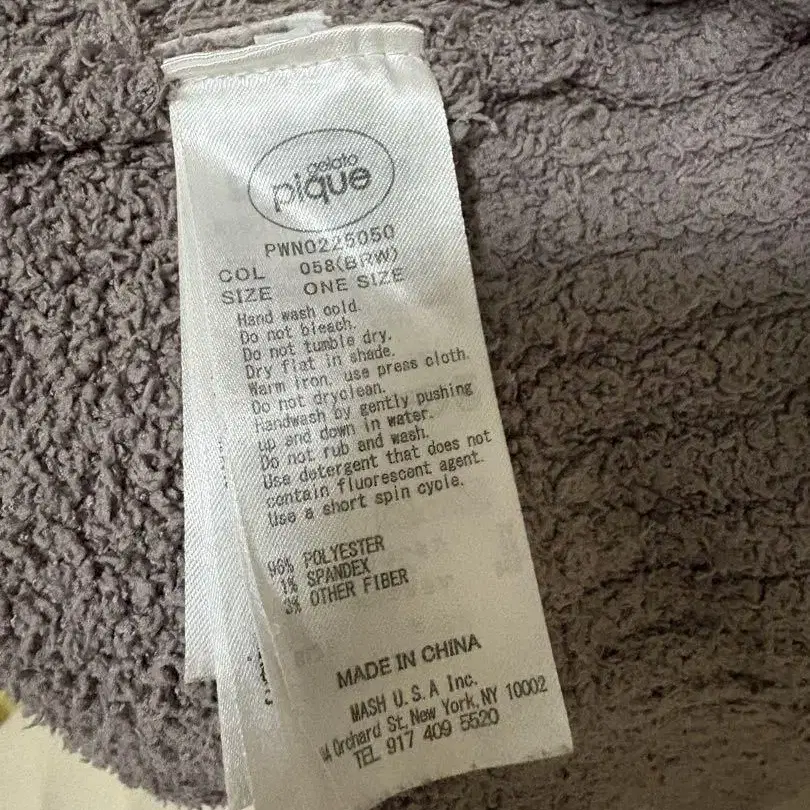 gelato
pique
PWN0225050
COL 058(BRW)
SIZE ONE SIZE
Hand wash cold.
Do not bleach.
Do not tumble dry.
Dry flat in shade.
Warm iron. use press cloth.
Do not dryclean.
Handwash by gently pushing
up and down in water.
Do not rub and wash.
Use detergent that does not
contain fluorescent agent.
Use a short spin cycle.
96% POLYESTER
1% SPANDEX
3% OTHER FIBER
MADE IN CHINA
MASH U.S.A Inc.
Orchard St, New York, NY 10002
TEL 917 409 5520